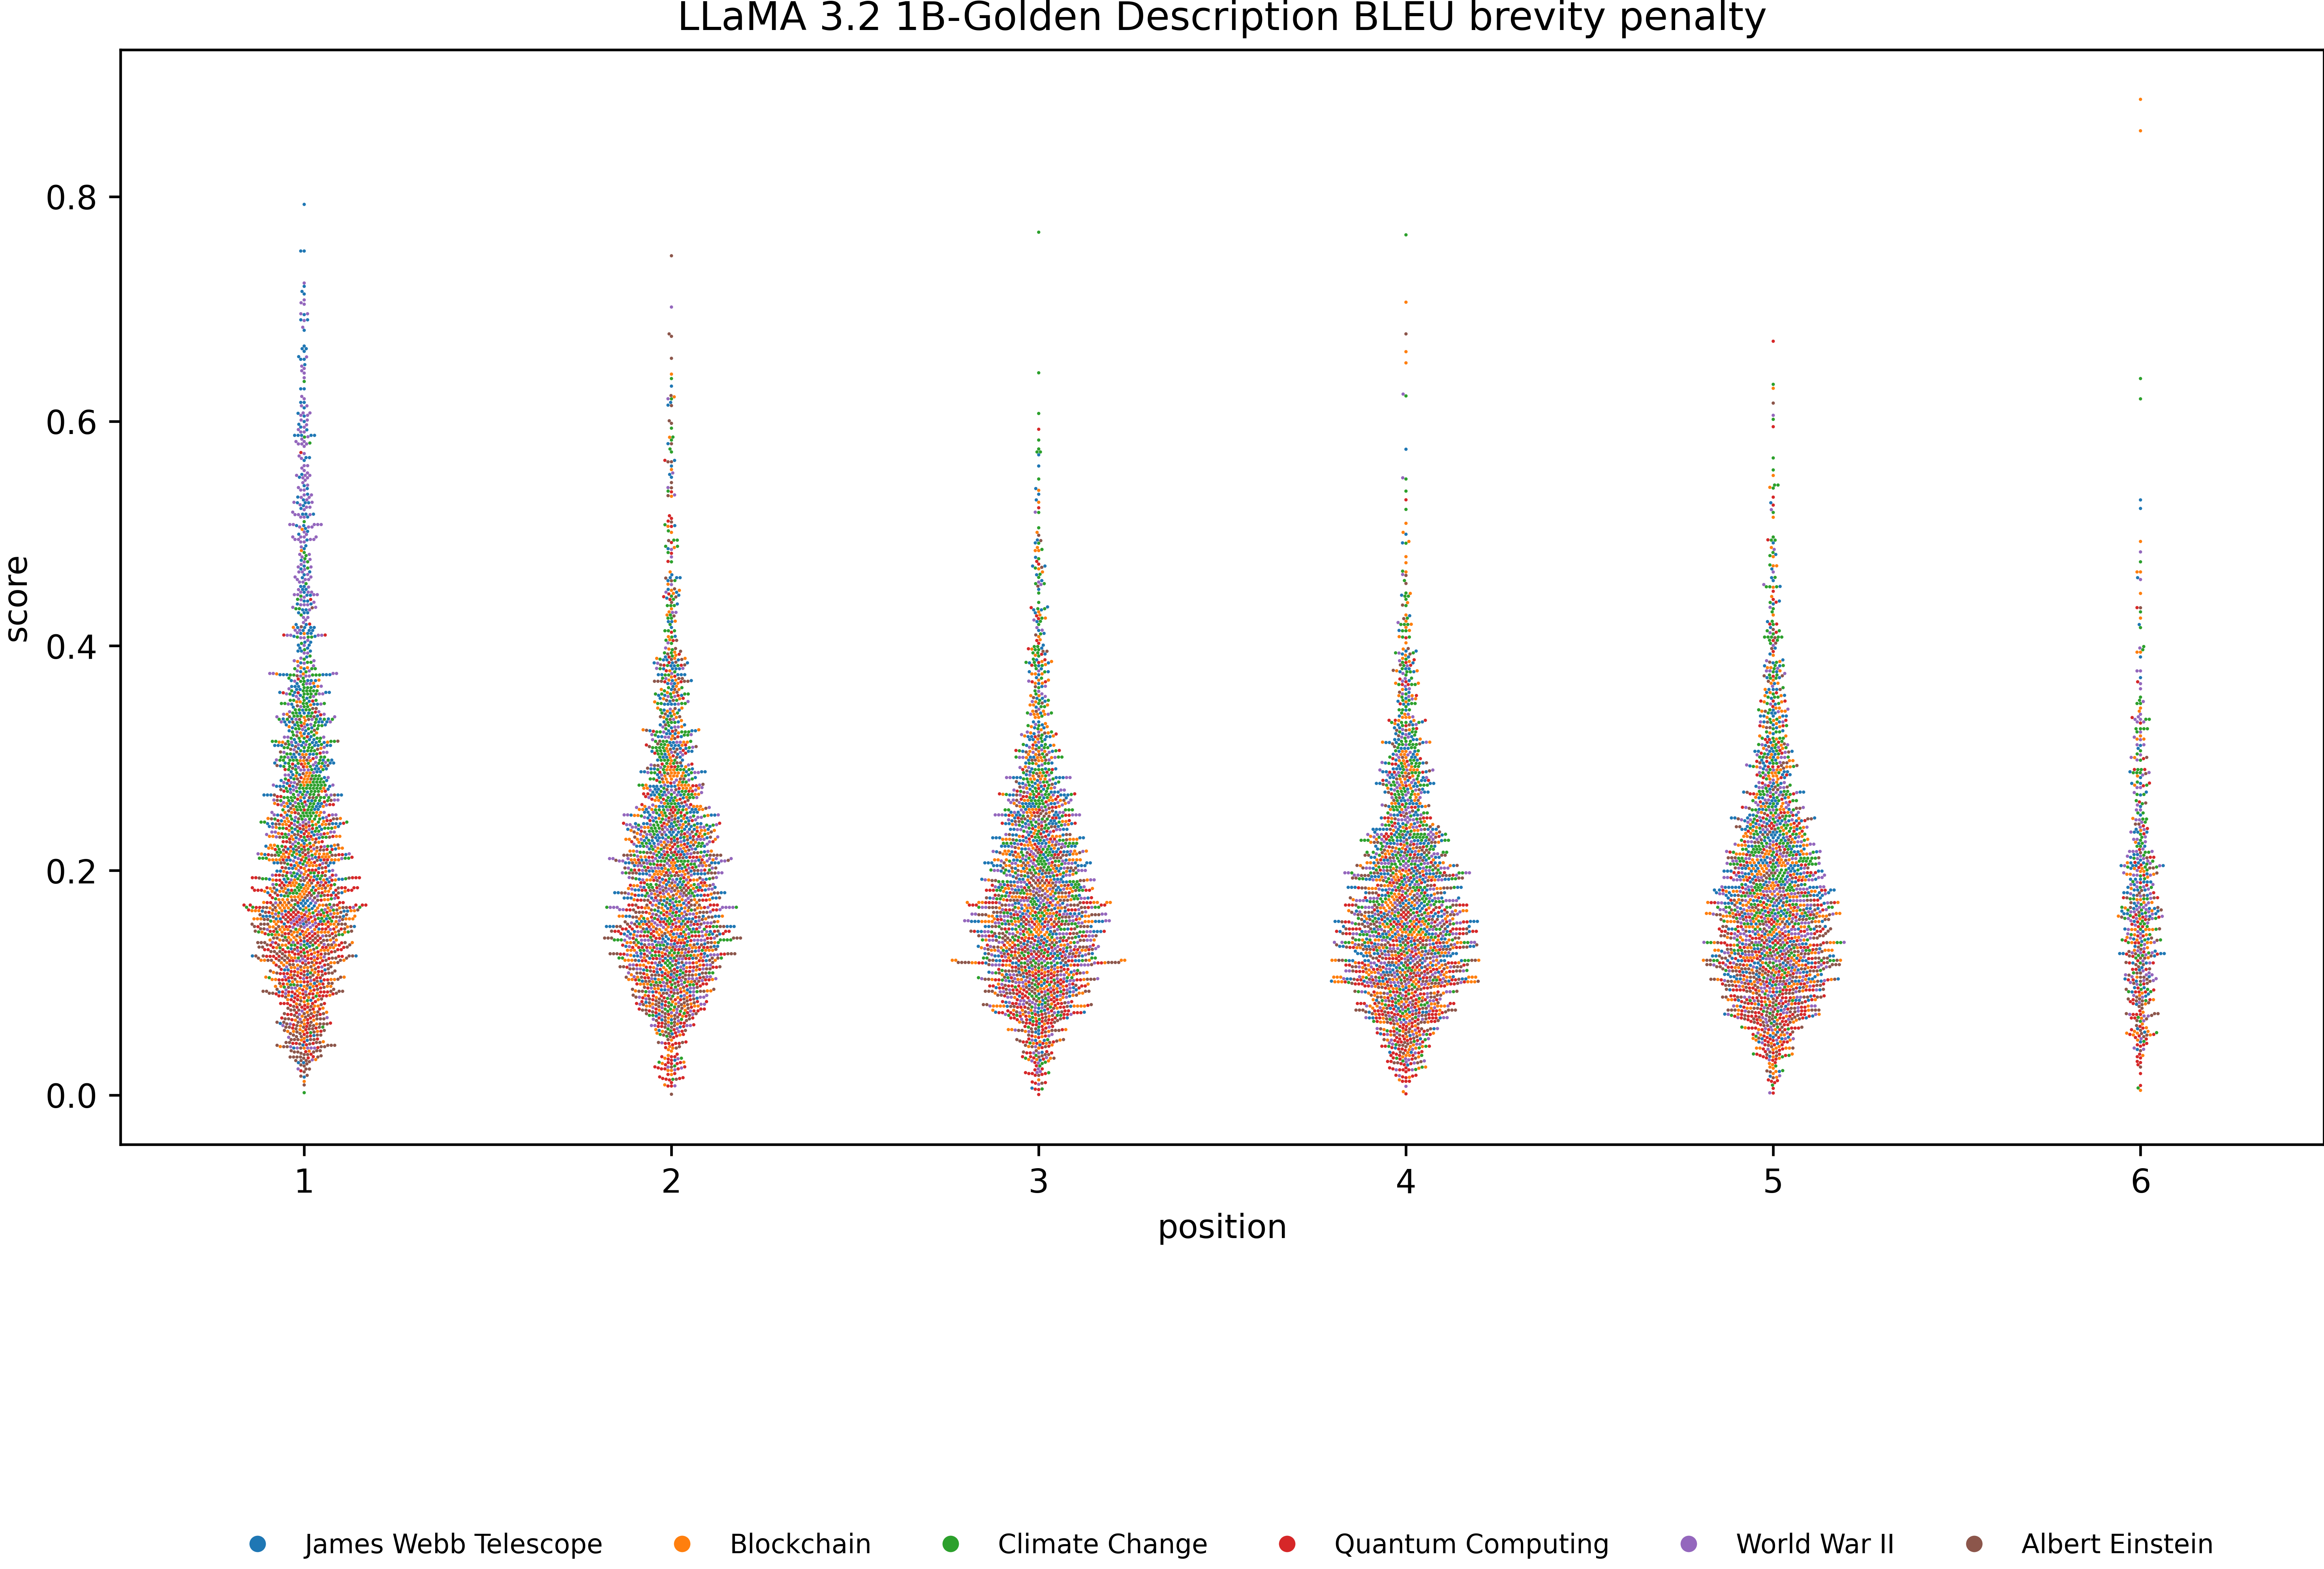 LLaMA 3.2 1B-Golden Description BLEU brevity penalty
0.8
0.6
0.4
0.2
0.0
score
1 2 3 4 5 6
position
James Webb Telescope Blockchain Climate Change Quantum Computing World War II Albert Einstein